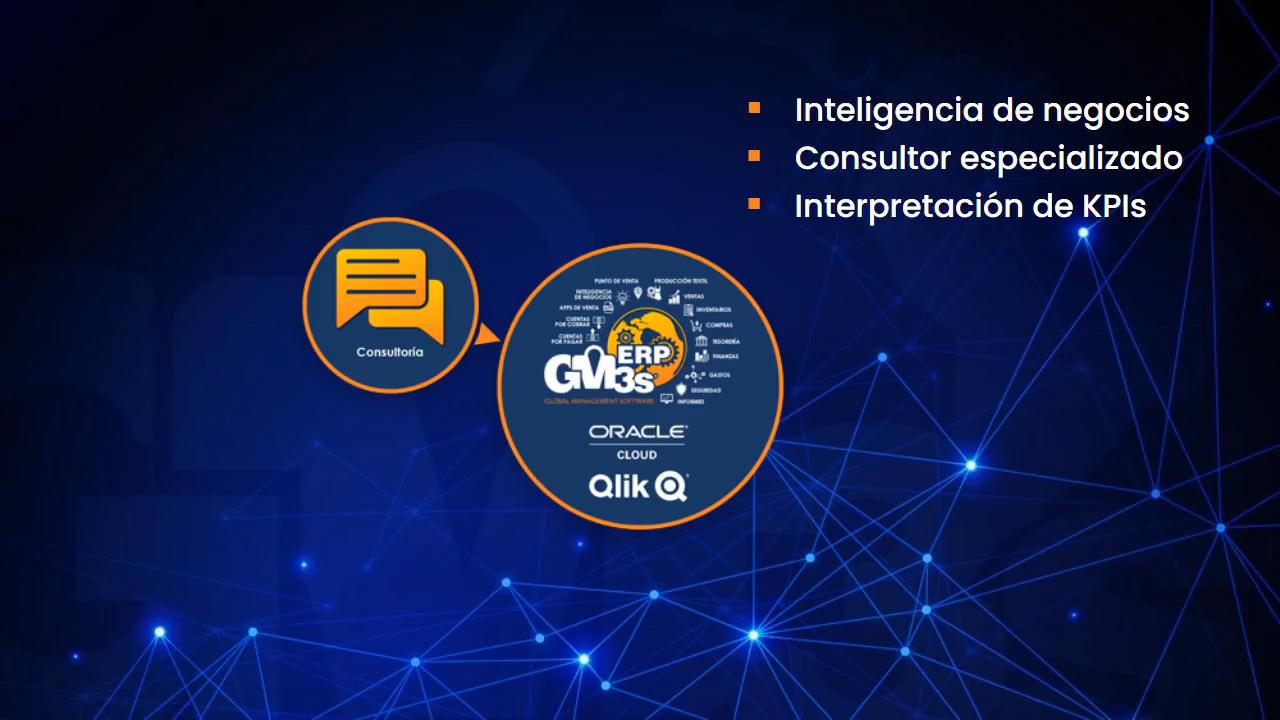 Inteligencia de negocios
Consultor especializado
Interpretación de KPIs
Consultoría
PUNTO DE VENTA
PRODUCCIÓN TEXTIL
INTELIGENCIA
DE NEGOCIOS
VENTAS
APPS DE VENTA
INVENTARIOS
CUENTAS
POR COBRAR
COMPRAS
CUENTAS
POR PAGAR
TESORERÍA
FINANZAS
GASTOS
SEGURIDAD
INFORMES
ERP
GM3s
GLOBAL MANAGEMENT SOFTWARE
ORACLE
CLOUD
Qlik